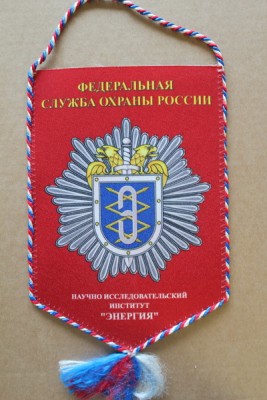 ФЕДЕРАЛЬНАЯ
СЛУЖБА ОХРАНЫ РОССИИ
НАУЧНО ИССЛЕДОВАТЕЛЬСКИЙ
ИНСТИТУТ
"ЭНЕРГИЯ"